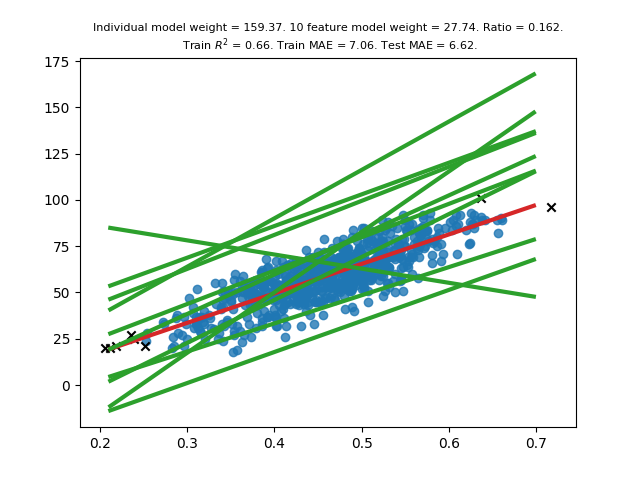 Individual model weight = 159.37. 10 feature model weight = 27.74. Ratio = 0.162.
Train R² = 0.66. Train MAE = 7.06. Test MAE = 6.62.
175
150
125
100
75
50
25
0
0.2 0.3 0.4 0.5 0.6 0.7